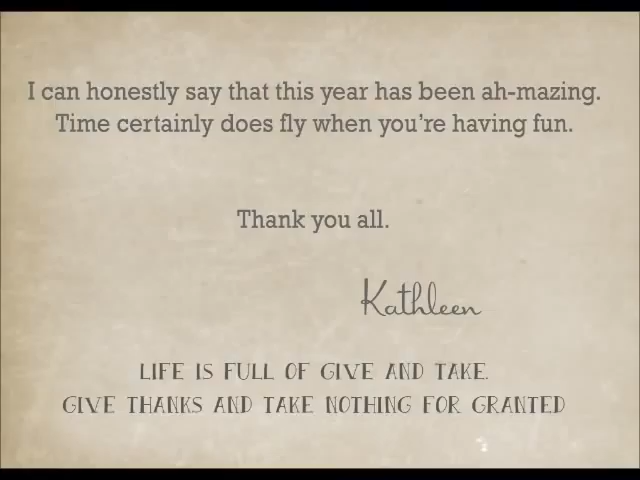 I can honestly say that this year has been ah-mazing.
Time certainly does fly when you're having fun.
Thank you all.
Kathleen
LIFE IS FULL OF GIVE AND TAKE.
GIVE THANKS AND TAKE NOTHING FOR GRANTED